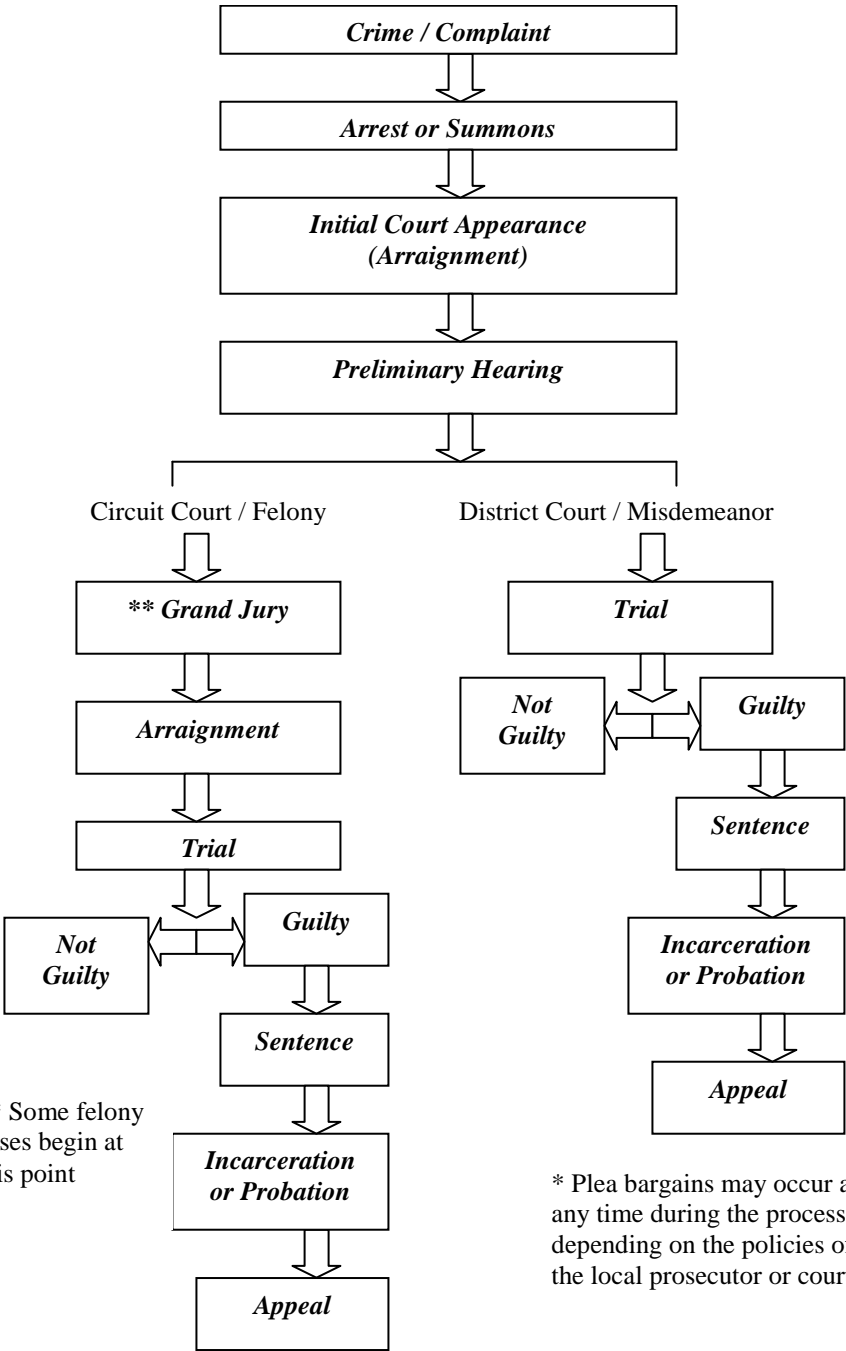 Crime / Complaint
Arrest or Summons
Initial Court Appearance
(Arraignment)
Preliminary Hearing
Circuit Court / Felony
District Court / Misdemeanor
** Grand Jury
Arraignment
Trial
Not
Guilty
Guilty
Sentence
Incarceration
or Probation
Appeal
Trial
Not
Guilty
Guilty
Sentence
Incarceration
or Probation
Appeal
* Some felony
ses begin at
is point
* Plea bargains may occur a
any time during the process
depending on the policies o
the local prosecutor or cour